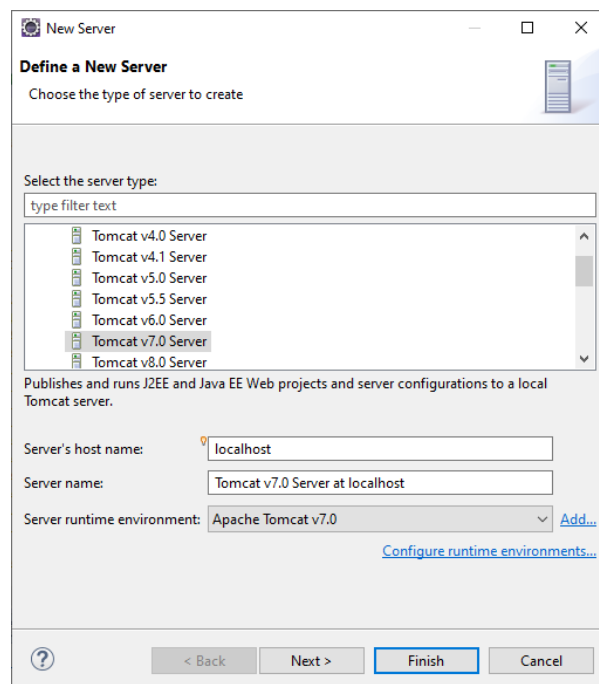 New Server
Define a New Server
Choose the type of server to create
Select the server type:
type filter text
Tomcat v4.0 Server
Tomcat v4.1 Server
Tomcat v5.0 Server
Tomcat v5.5 Server
Tomcat v6.0 Server
Tomcat v7.0 Server
Tomcat v8.0 Server
Publishes and runs J2EE and Java EE Web projects and server configurations to a local
Tomcat server.
Server's host name: localhost
Server name: Tomcat v7.0 Server at localhost
Server runtime environment: Apache Tomcat v7.0 Add...
Configure runtime environments...
? < Back Next > Finish Cancel